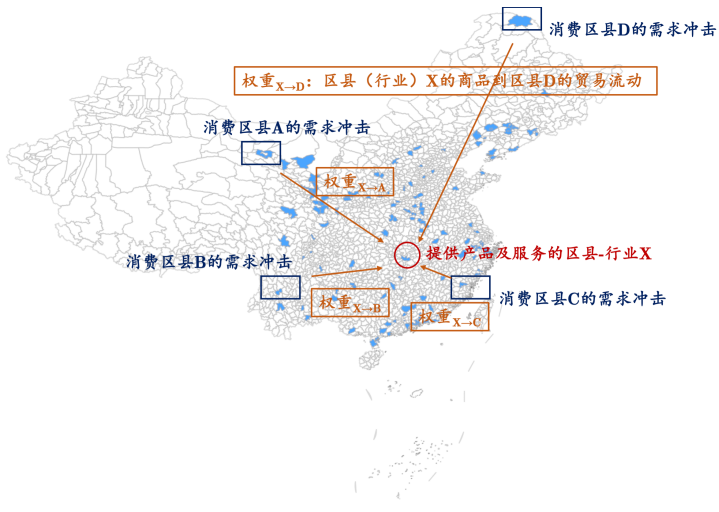 消费区县D的需求冲击
权重X→D：区县（行业）X的商品到区县D的贸易流动
消费区县A的需求冲击
权重X→A
提供产品及服务的区县-行业X
消费区县B的需求冲击
权重X→B
消费区县C的需求冲击
权重X→C